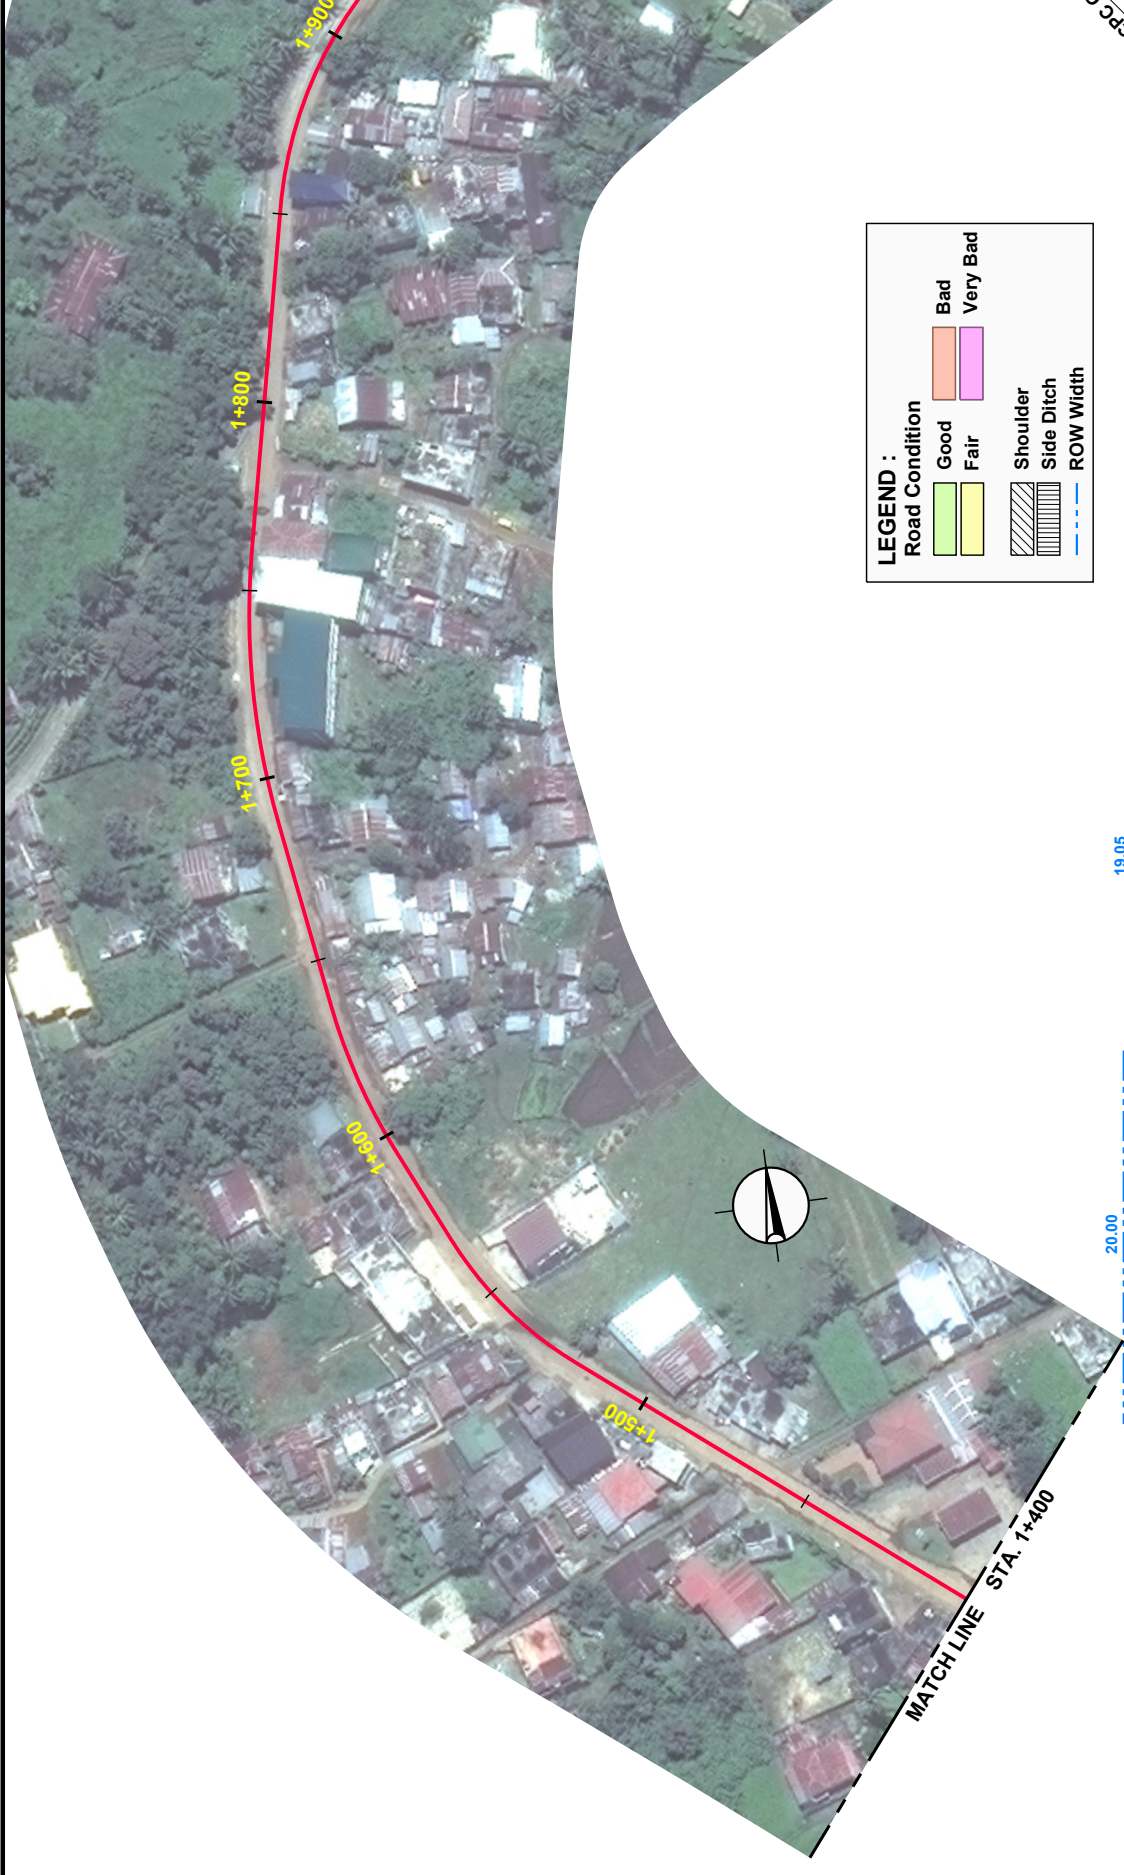 1+900
1+800
1+700
1+600
1+500
MATCH LINE STA. 1+400
LEGEND :
Road Condition
Good Bad
Fair Very Bad
Shoulder
Side Ditch
ROW Width
20.00
19.05